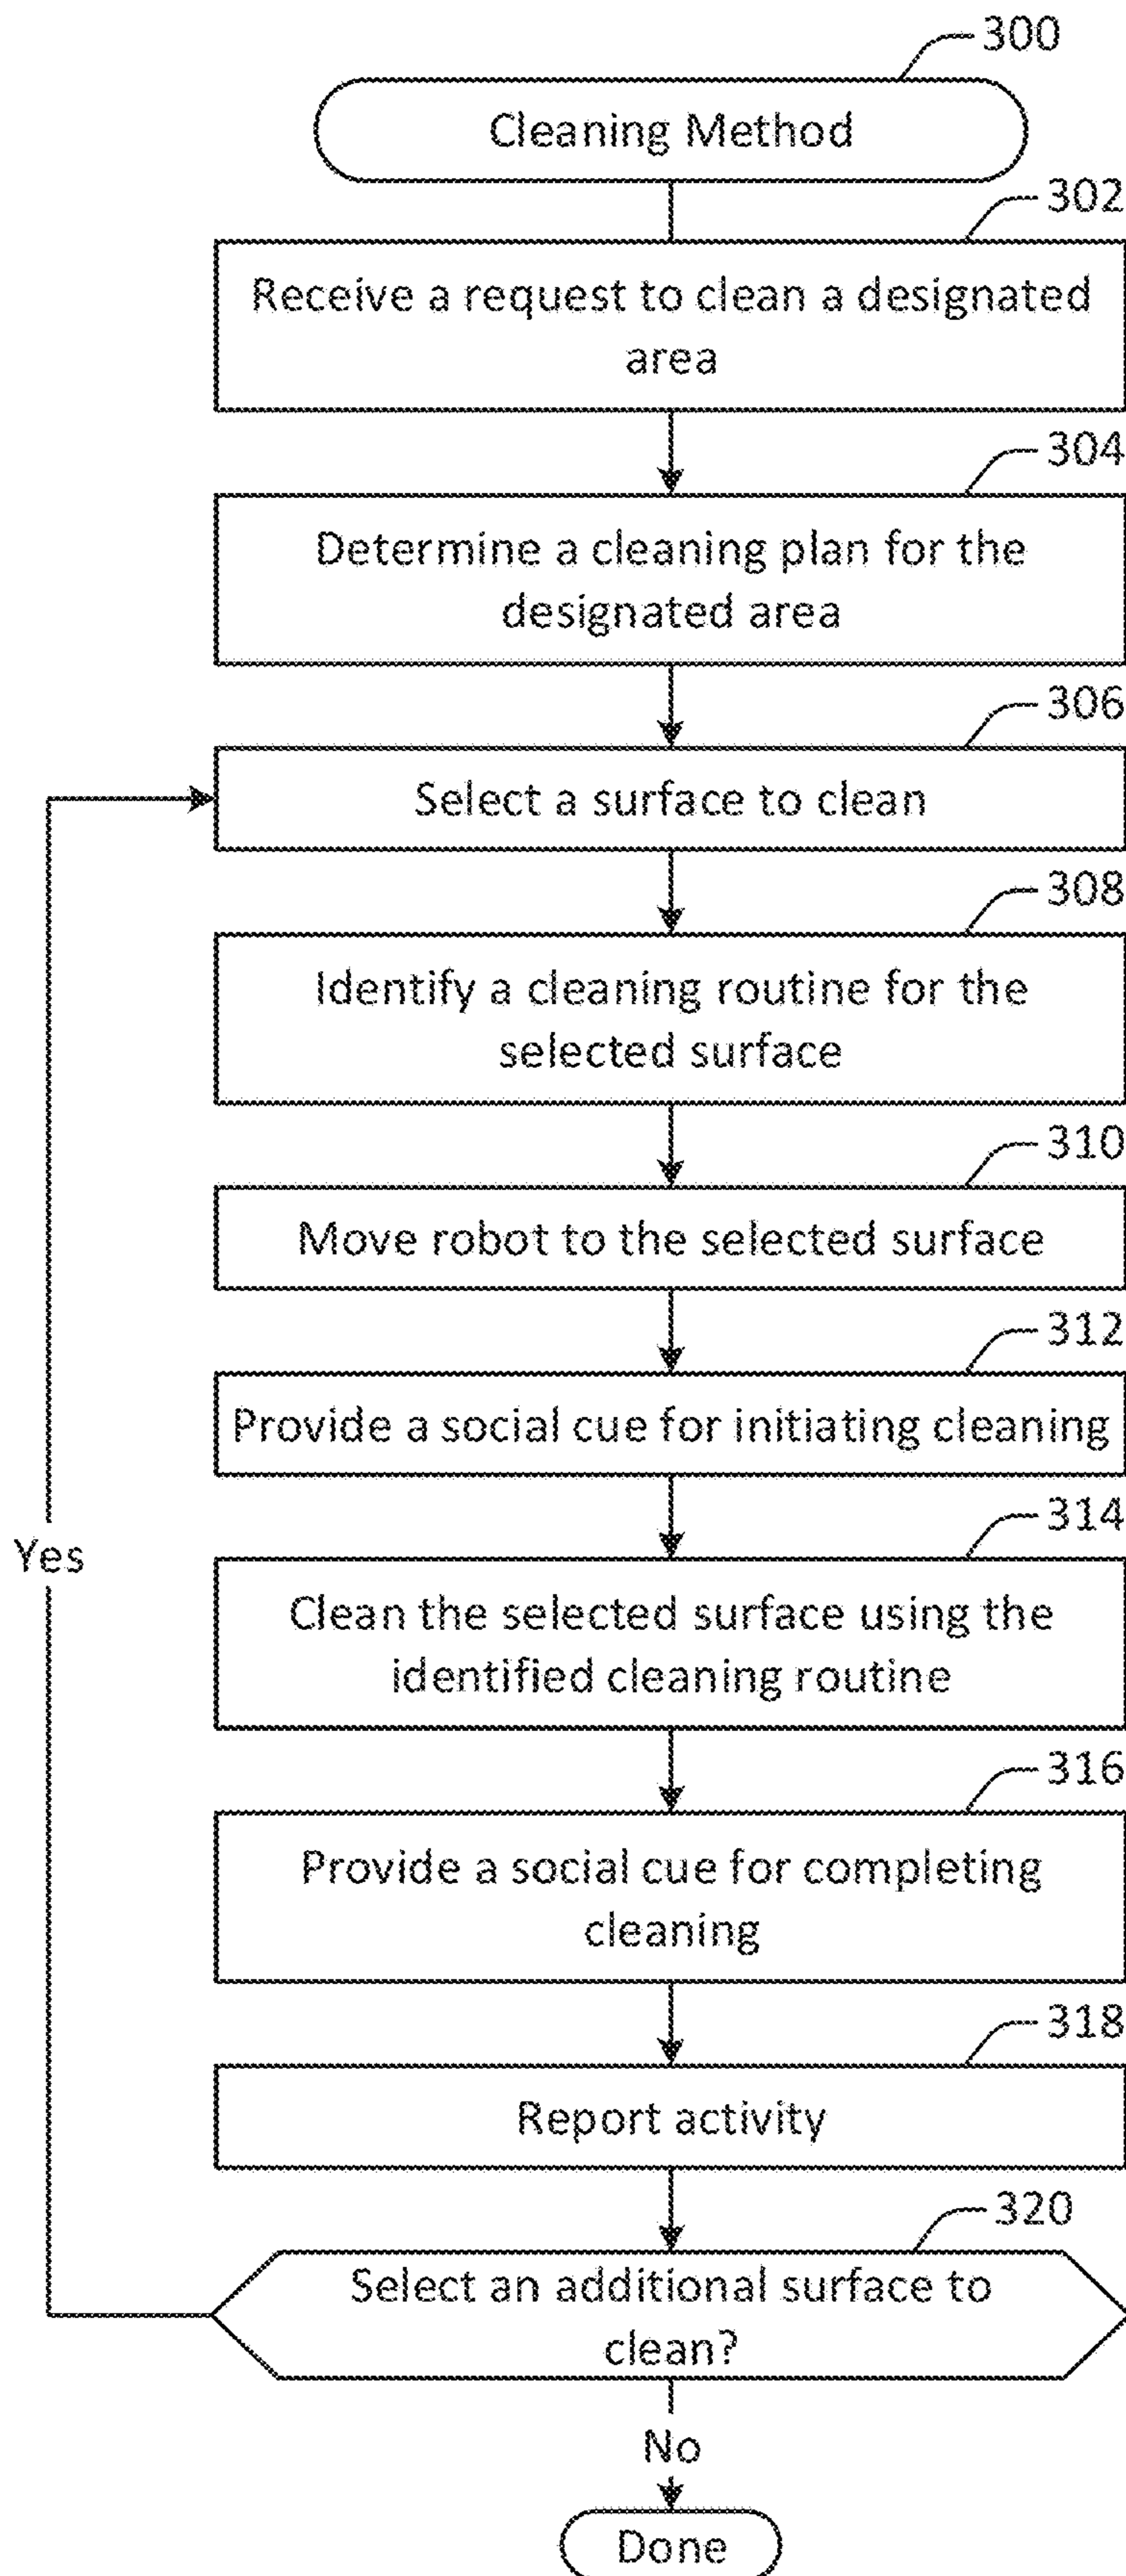 300
Cleaning Method
302
Receive a request to clean a designated
area
304
Determine a cleaning plan for the
designated area
306
Select a surface to clean
308
Identify a cleaning routine for the
selected surface
310
Move robot to the selected surface
312
Provide a social cue for initiating cleaning
314
Clean the selected surface using the
identified cleaning routine
316
Provide a social cue for completing
cleaning
318
Report activity
320
Select an additional surface to
clean?
Yes
No
Done